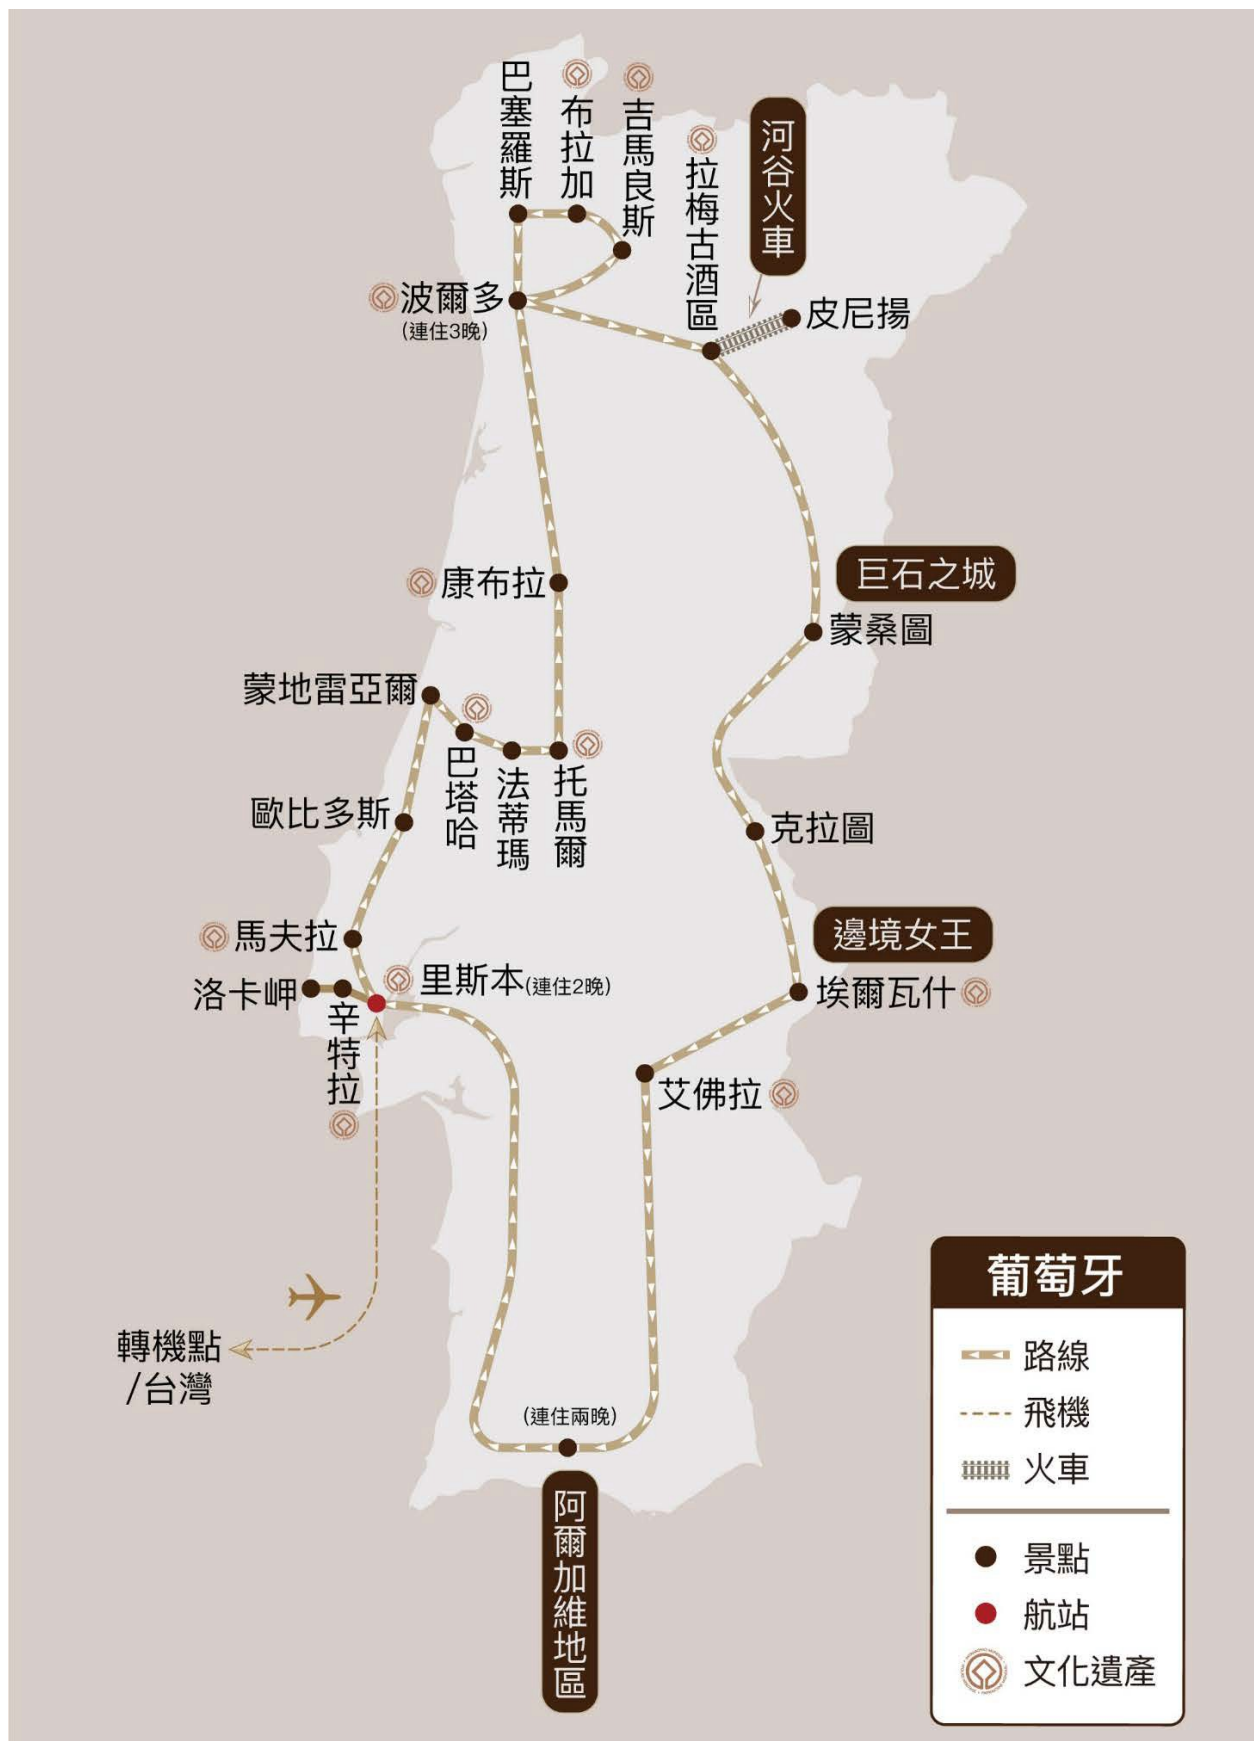 巴塞羅斯
布拉加
吉馬良斯
拉梅古酒區
河谷火車
波爾多
(連住3晚)
皮尼揚
巨石之城
康布拉
蒙桑圖
蒙地雷亞爾
巴塔哈
法蒂瑪
托馬爾
歐比多斯
克拉圖
馬夫拉
邊境女王
洛卡岬
辛特拉
里斯本(連住2晚)
埃爾瓦什
艾佛拉
轉機點
/台灣
(連住兩晚)
阿爾加維地區
葡萄牙
路線
飛機
火車
景點
航站
文化遺產